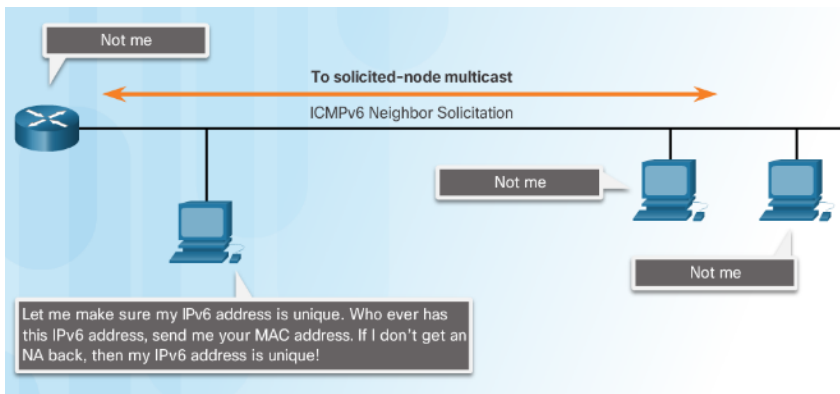 Not me
To solicited-node multicast
ICMPv6 Neighbor Solicitation
Not me
Not me
Let me make sure my IPv6 address is unique. Who ever has
this IPv6 address, send me your MAC address. If I don't get an
NA back, then my IPv6 address is unique!